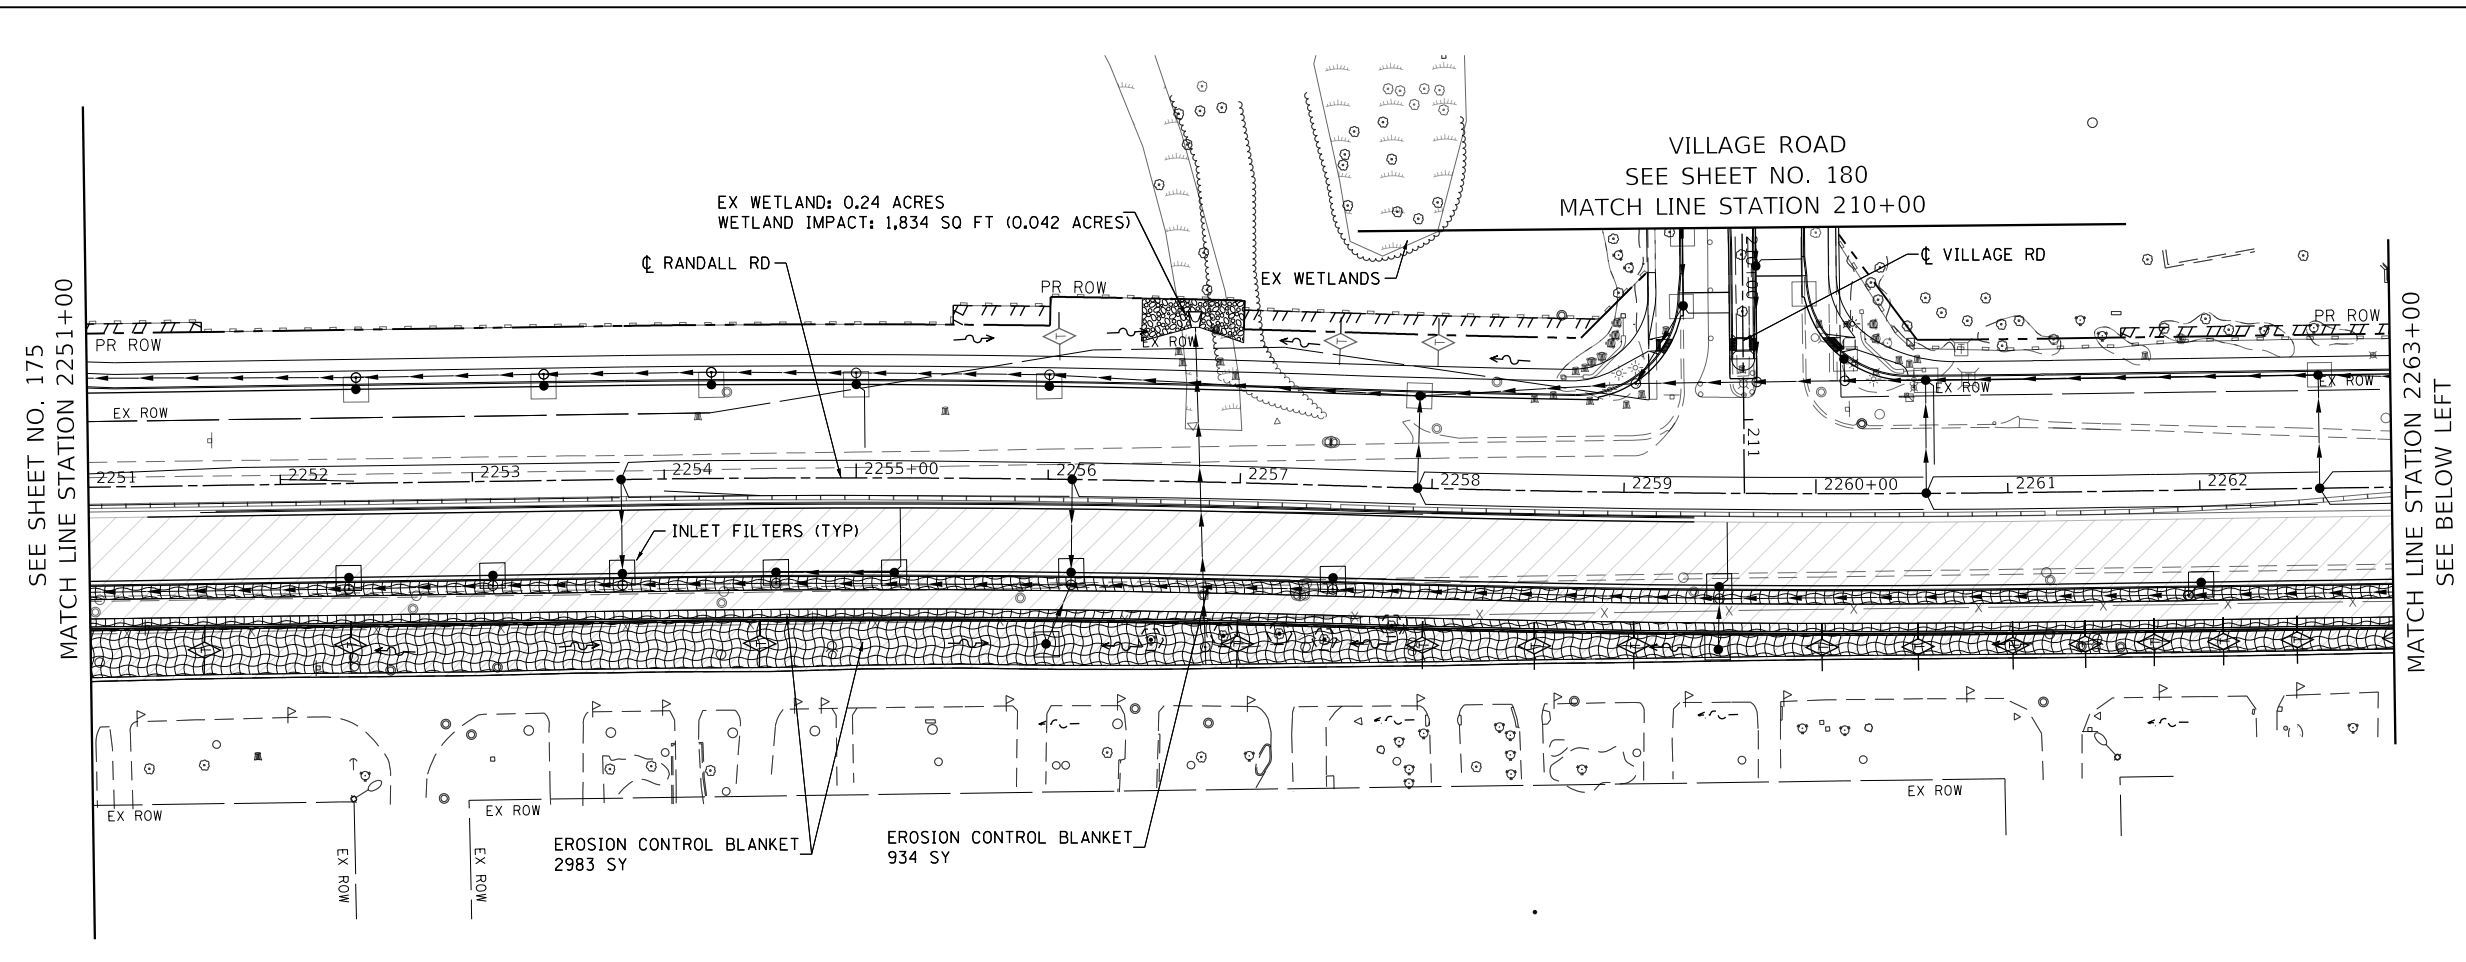 VILLAGE ROAD
SEE SHEET NO. 180
MATCH LINE STATION 210+00
EX WETLAND: 0.24 ACRES
WETLAND IMPACT: 1,834 SQ FT (0.042 ACRES)
℄ RANDALL RD
EX WETLANDS
℄ VILLAGE RD
PR ROW
PR ROW
PR ROW
EX ROW
EX ROW
EX ROW
EX ROW
SEE SHEET NO. 175
MATCH LINE STATION 2251+00
MATCH LINE STATION 2263+00
SEE BELOW LEFT
211
2251
2252
2253
2254
2255+00
2256
2257
2258
2259
2260+00
2261
2262
INLET FILTERS (TYP)
EX ROW
EX ROW
EX ROW
EX ROW
EX ROW
EROSION CONTROL BLANKET
2983 SY
EROSION CONTROL BLANKET
934 SY